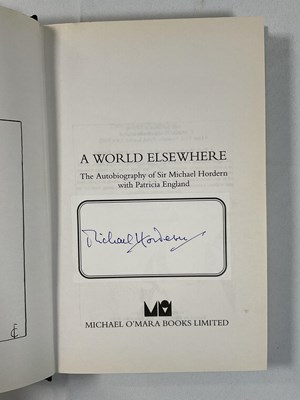 A WORLD ELSEWHERE
The Autobiography of Sir Michael Hordern
with Patricia England
Michael Hordern
MICHAEL O'MARA BOOKS LIMITED